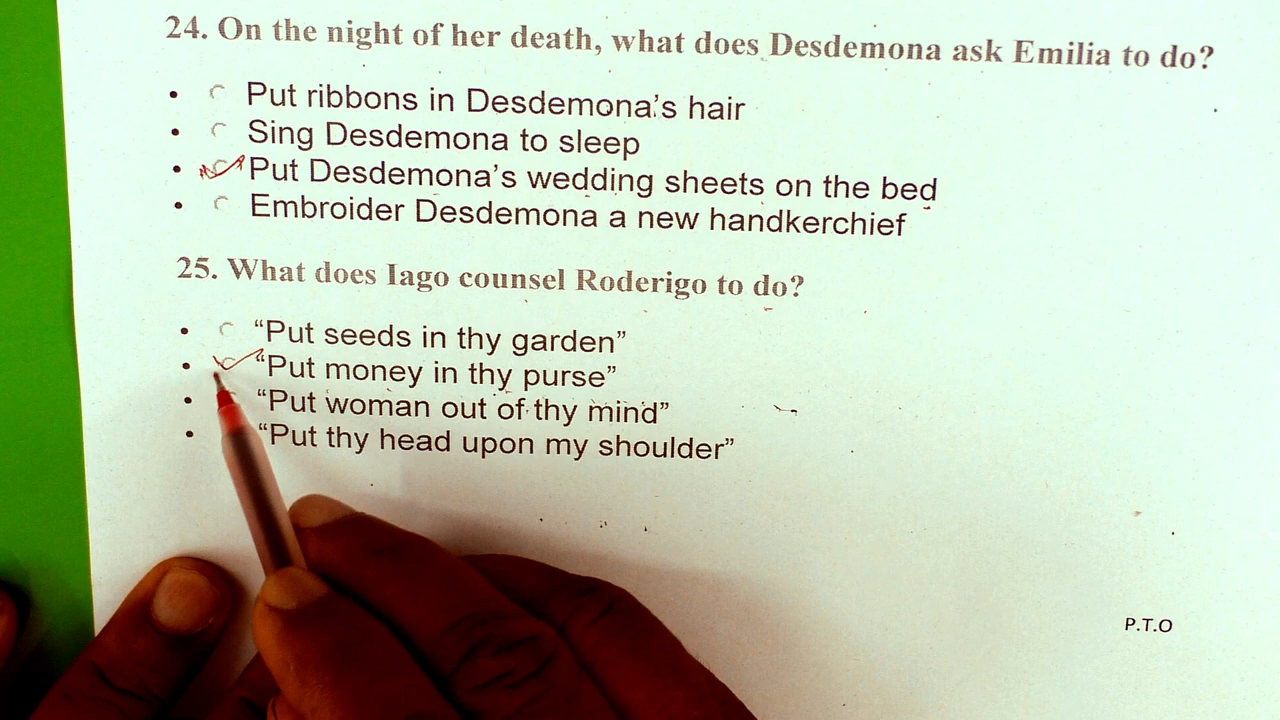 24. On the night of her death, what does Desdemona ask Emilia to do?
• Put ribbons in Desdemona's hair
• Sing Desdemona to sleep
• Put Desdemona's wedding sheets on the bed
• Embroider Desdemona a new handkerchief
25. What does Iago counsel Roderigo to do?
• “Put seeds in thy garden”
• “Put money in thy purse”
• “Put woman out of thy mind”
• “Put thy head upon my shoulder”
P.T.O